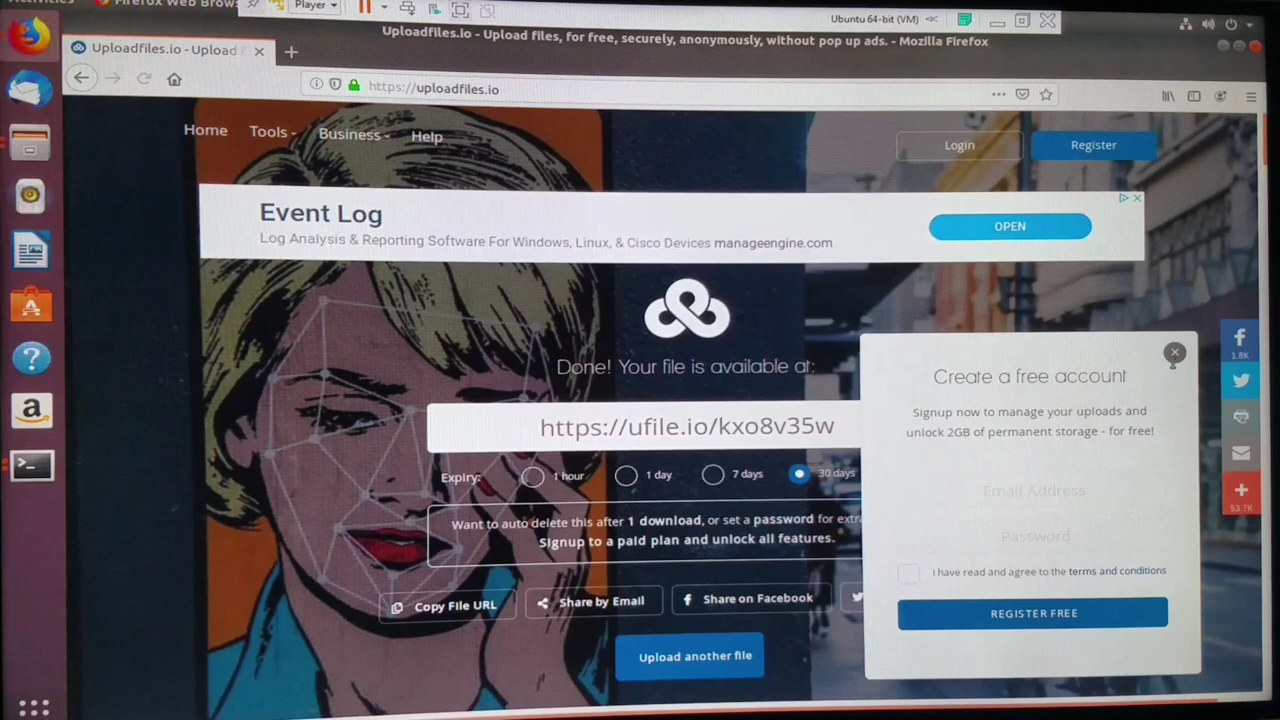 Player
Ubuntu 64-bit (VM)
Uploadfiles.io - Upload files, for free, securely, anonymously, without pop up ads. - Mozilla Firefox
Uploadfiles.io - Upload
https://uploadfiles.io
Home Tools Business Help
Login Register
Event Log
Log Analysis & Reporting Software For Windows, Linux, & Cisco Devices manageengine.com
OPEN
Done! Your file is available at:
https://ufile.io/kxo8v35w
Expiry: 1 hour 1 day 7 days 30 days
Want to auto delete this after 1 download, or set a password for extra
Signup to a paid plan and unlock all features.
Copy File URL Share by Email Share on Facebook
Upload another file
Create a free account
Signup now to manage your uploads and
unlock 2GB of permanent storage - for free!
Email Address
Password
I have read and agree to the terms and conditions
REGISTER FREE
1.8K
53.7K